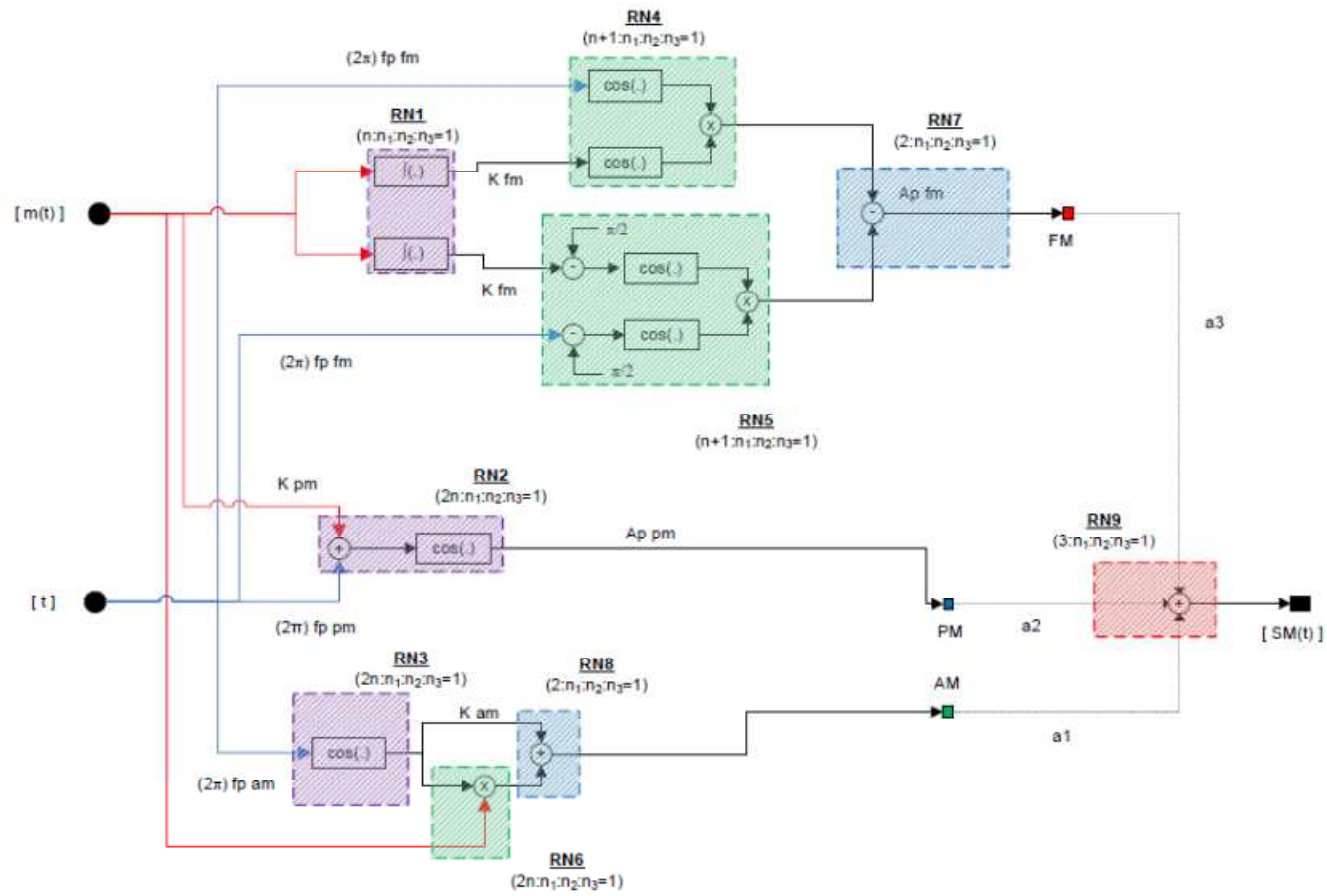 RN4
(n+1:n₁:n₂:n₃=1)
(2π) fp fm
cos(.)
x
cos(.)
RN1
(n:n₁:n₂:n₃=1)
∫(.)
K fm
∫(.)
K fm
[ m(t) ]
RN7
(2:n₁:n₂:n₃=1)
Ap fm
-
FM
π/2
-
cos(.)
x
-
cos(.)
π/2
(2π) fp fm
a3
RN5
(n+1:n₁:n₂:n₃=1)
K pm
RN2
(2n:n₁:n₂:n₃=1)
+
cos(.)
Ap pm
RN9
(3:n₁:n₂:n₃=1)
+
[ t ]
(2π) fp pm
PM
a2
[ SM(t) ]
RN3
(2n:n₁:n₂:n₃=1)
RN8
(2:n₁:n₂:n₃=1)
AM
K am
cos(.)
+
a1
(2π) fp am
x
RN6
(2n:n₁:n₂:n₃=1)